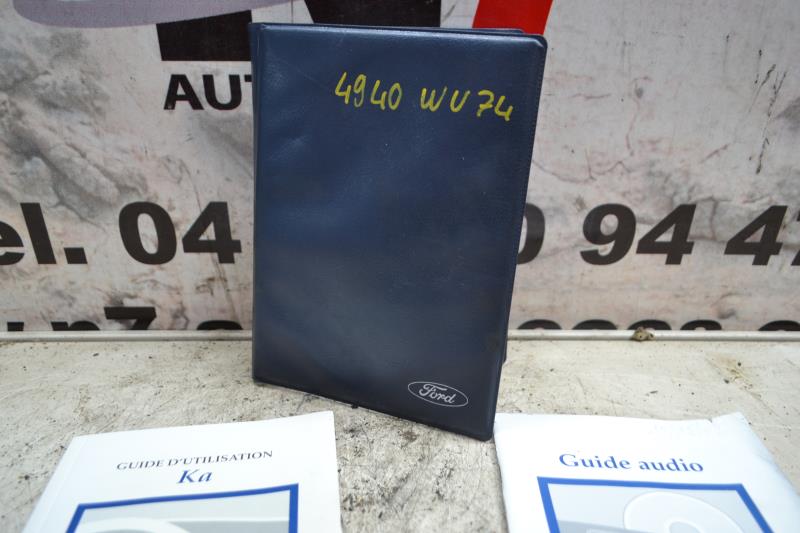 AUT
4940 WV74
el. 04
0 94 4
Ford
GUIDE D'UTILISATION
Ka
Guide audio